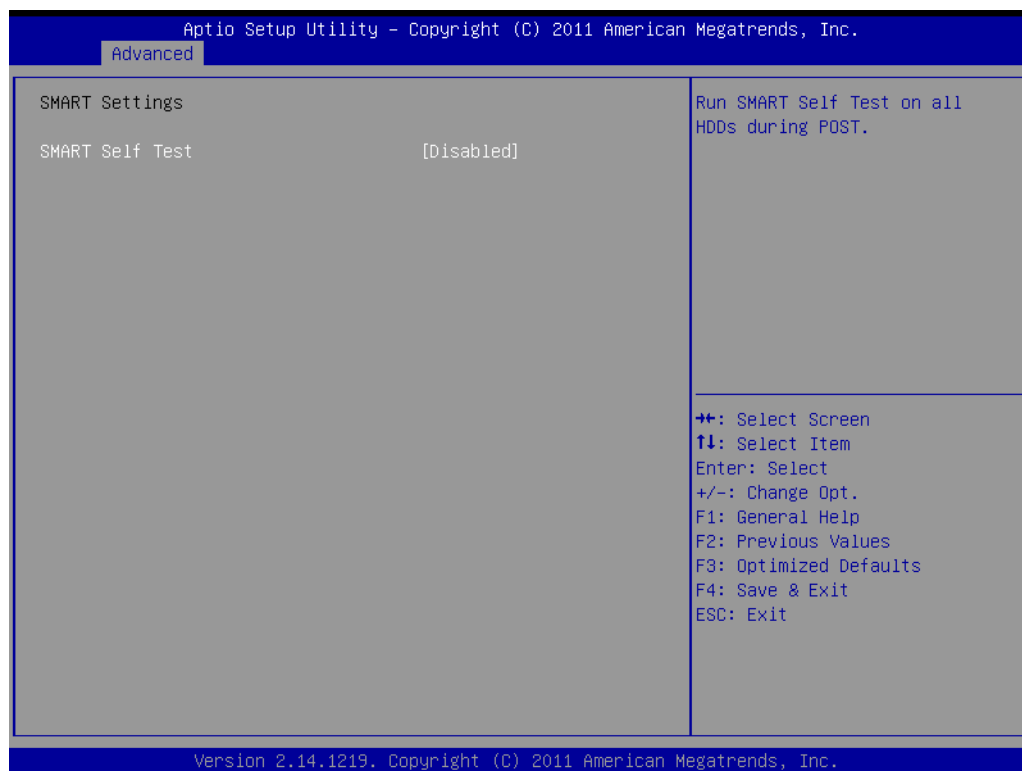 Aptio Setup Utility – Copyright (C) 2011 American Megatrends, Inc.
Advanced
SMART Settings
SMART Self Test [Disabled]
Run SMART Self Test on all
HDDs during POST.
→←: Select Screen
↑↓: Select Item
Enter: Select
+/-: Change Opt.
F1: General Help
F2: Previous Values
F3: Optimized Defaults
F4: Save & Exit
ESC: Exit
Version 2.14.1219. Copyright (C) 2011 American Megatrends, Inc.